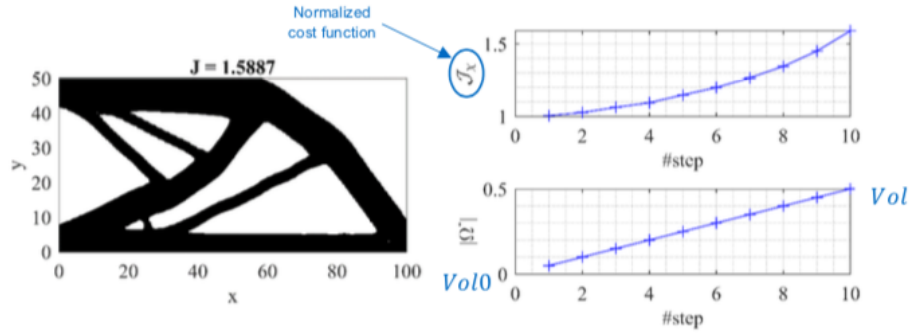 Normalized
cost function
J = 1.5887
50
40
30
20
10
0
y
0
20
40
60
80
100
x
𝒥χ
1.5
1
0
2
4
6
8
10
#step
|Ω⁻|
0.5
0
Vol
Vol0
0
2
4
6
8
10
#step